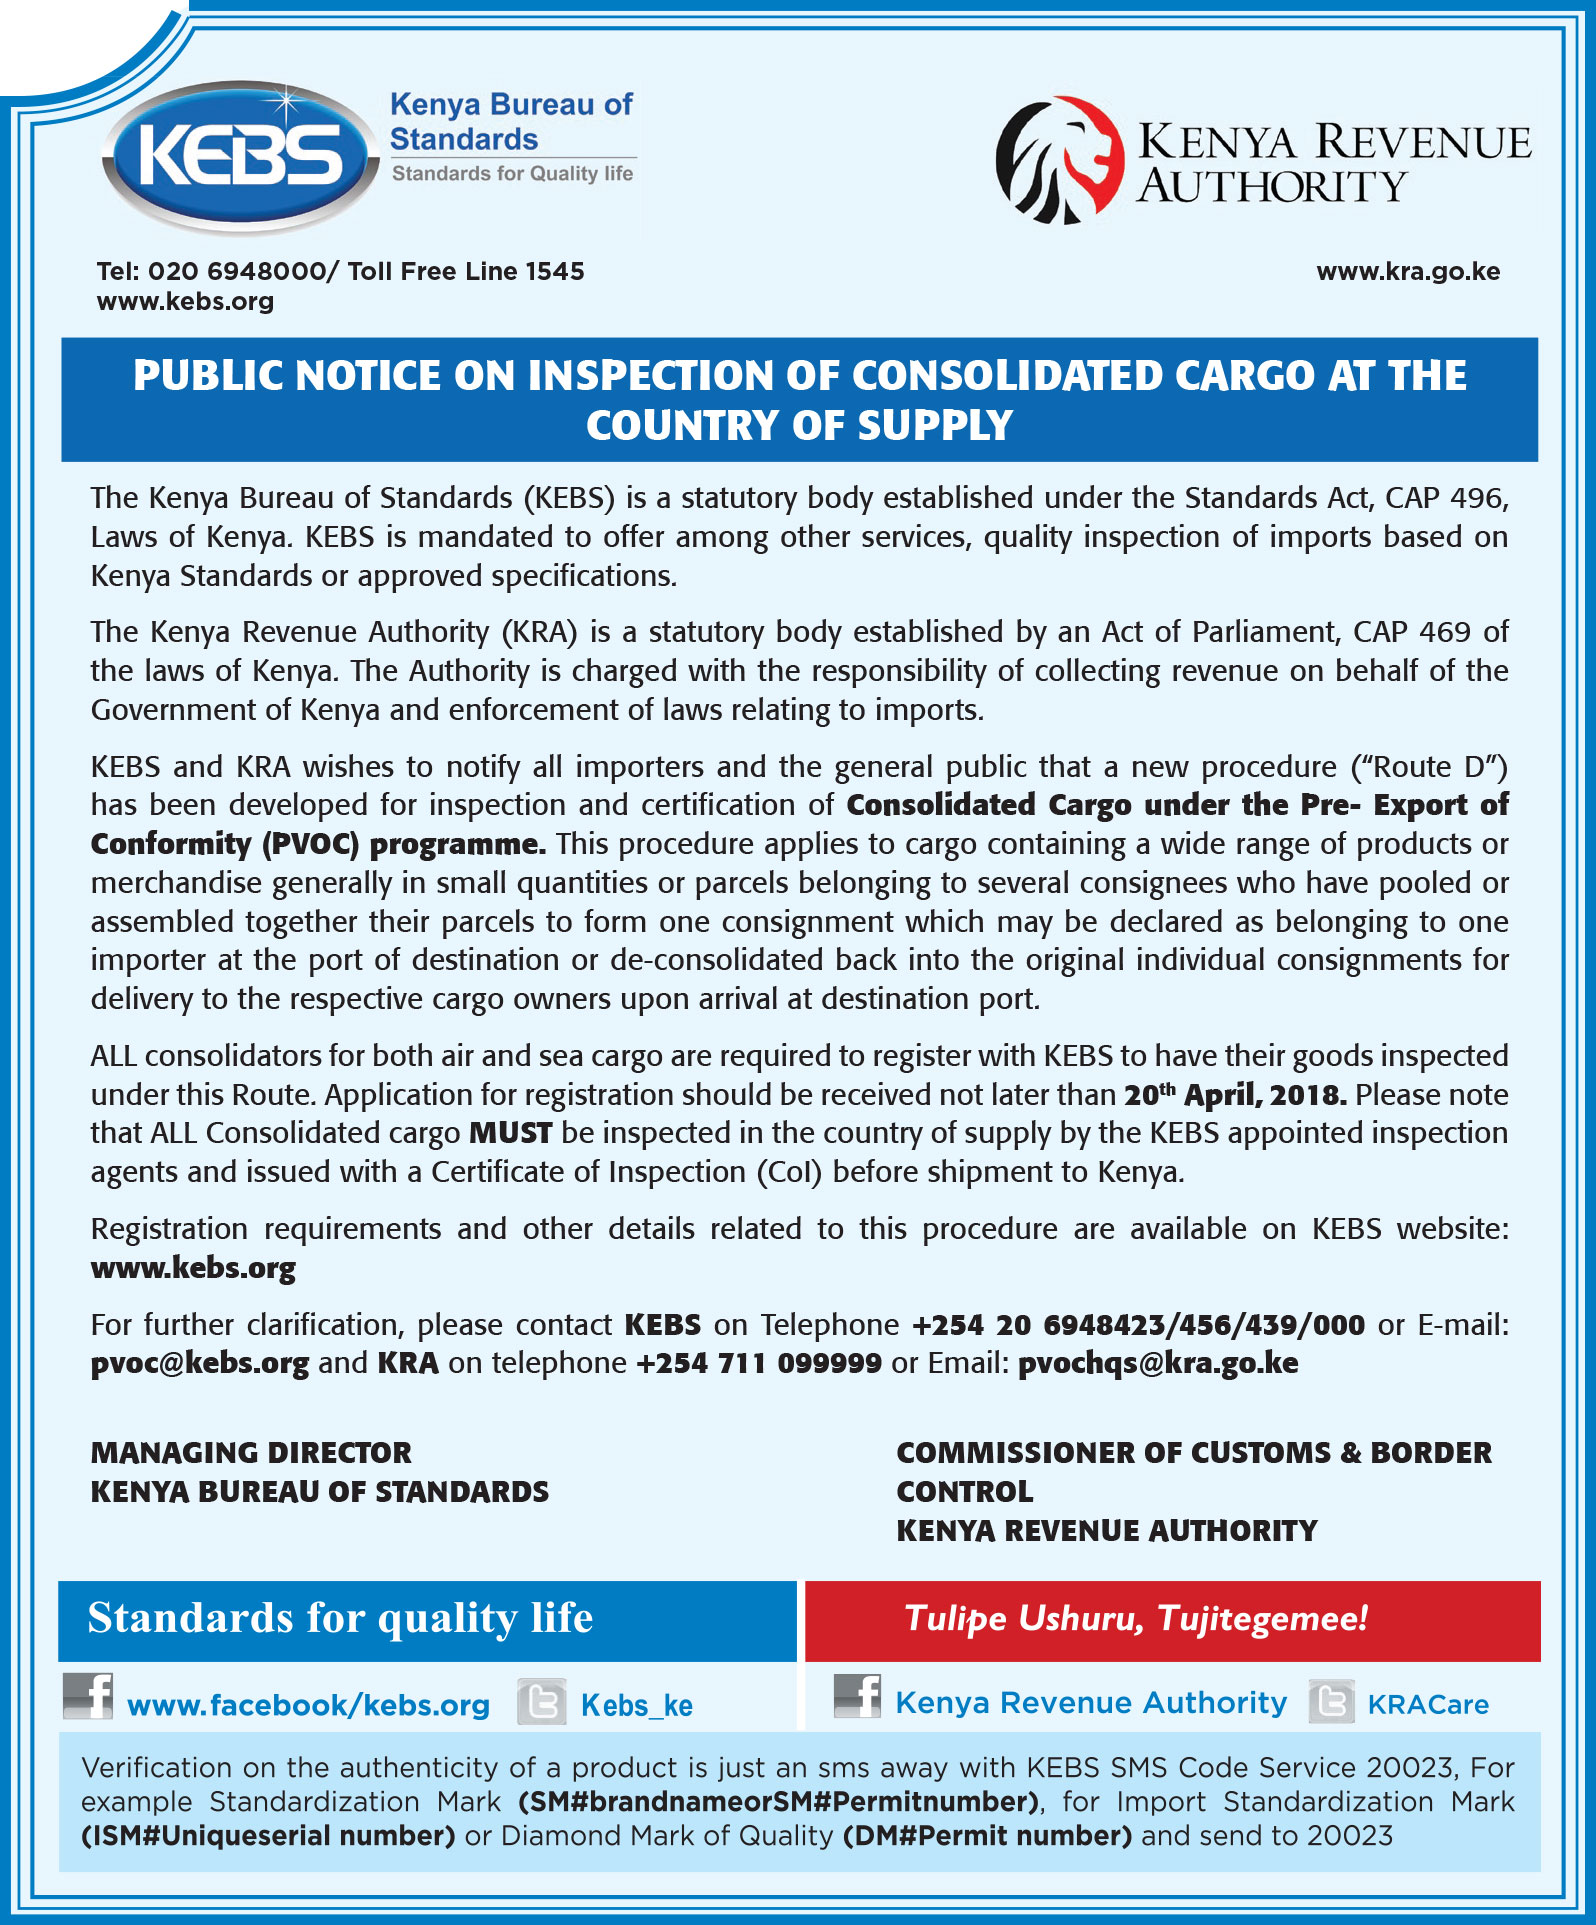 KEBS
Kenya Bureau of
Standards
Standards for Quality life
KENYA REVENUE
AUTHORITY
Tel: 020 6948000/ Toll Free Line 1545
www.kebs.org
www.kra.go.ke
PUBLIC NOTICE ON INSPECTION OF CONSOLIDATED CARGO AT THE
COUNTRY OF SUPPLY
The Kenya Bureau of Standards (KEBS) is a statutory body established under the Standards Act, CAP 496,
Laws of Kenya. KEBS is mandated to offer among other services, quality inspection of imports based on
Kenya Standards or approved specifications.
The Kenya Revenue Authority (KRA) is a statutory body established by an Act of Parliament, CAP 469 of
the laws of Kenya. The Authority is charged with the responsibility of collecting revenue on behalf of the
Government of Kenya and enforcement of laws relating to imports.
KEBS and KRA wishes to notify all importers and the general public that a new procedure (“Route D”)
has been developed for inspection and certification of Consolidated Cargo under the Pre- Export of
Conformity (PVOC) programme. This procedure applies to cargo containing a wide range of products or
merchandise generally in small quantities or parcels belonging to several consignees who have pooled or
assembled together their parcels to form one consignment which may be declared as belonging to one
importer at the port of destination or de-consolidated back into the original individual consignments for
delivery to the respective cargo owners upon arrival at destination port.
ALL consolidators for both air and sea cargo are required to register with KEBS to have their goods inspected
under this Route. Application for registration should be received not later than 20th April, 2018. Please note
that ALL Consolidated cargo MUST be inspected in the country of supply by the KEBS appointed inspection
agents and issued with a Certificate of Inspection (CoI) before shipment to Kenya.
Registration requirements and other details related to this procedure are available on KEBS website:
www.kebs.org
For further clarification, please contact KEBS on Telephone +254 20 6948423/456/439/000 or E-mail:
pvoc@kebs.org and KRA on telephone +254 711 099999 or Email: pvochqs@kra.go.ke
MANAGING DIRECTOR
KENYA BUREAU OF STANDARDS
COMMISSIONER OF CUSTOMS & BORDER
CONTROL
KENYA REVENUE AUTHORITY
Standards for quality life
Tulipe Ushuru, Tujitegemee!
www.facebook/kebs.org
Kebs_ke
Kenya Revenue Authority
KRACare
Verification on the authenticity of a product is just an sms away with KEBS SMS Code Service 20023, For
example Standardization Mark (SM#brandnameorSM#Permitnumber), for Import Standardization Mark
(ISM#Uniqueserial number) or Diamond Mark of Quality (DM#Permit number) and send to 20023